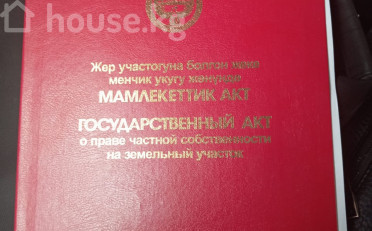 house.kg
Жер участогуна болгон жеке
менчик укугу жөнүндө
МАМЛЕКЕТТИК АКТ
ГОСУДАРСТВЕННЫЙ АКТ
о праве частной собственности
на земельный участок